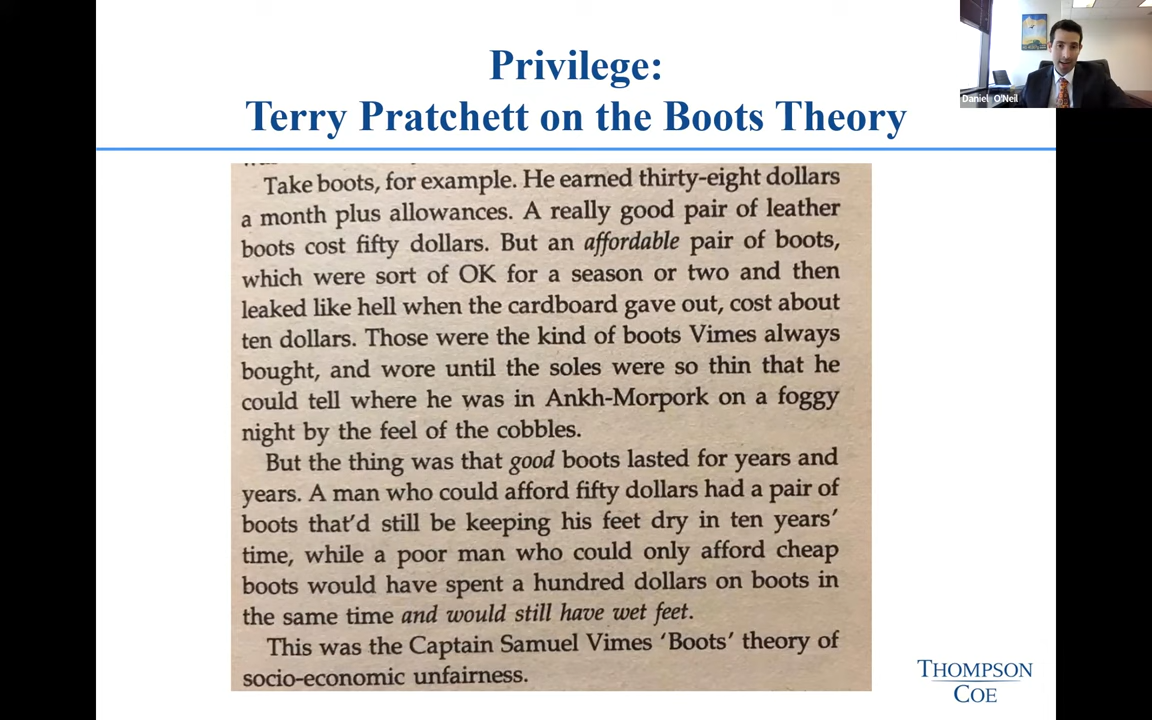 Privilege:
Terry Pratchett on the Boots Theory
Daniel O'Neil
Take boots, for example. He earned thirty-eight dollars
a month plus allowances. A really good pair of leather
boots cost fifty dollars. But an affordable pair of boots,
which were sort of OK for a season or two and then
leaked like hell when the cardboard gave out, cost about
ten dollars. Those were the kind of boots Vimes always
bought, and wore until the soles were so thin that he
could tell where he was in Ankh-Morpork on a foggy
night by the feel of the cobbles.
But the thing was that good boots lasted for years and
years. A man who could afford fifty dollars had a pair of
boots that'd still be keeping his feet dry in ten years'
time, while a poor man who could only afford cheap
boots would have spent a hundred dollars on boots in
the same time and would still have wet feet.
This was the Captain Samuel Vimes ‘Boots’ theory of
socio-economic unfairness.
THOMPSON
COE